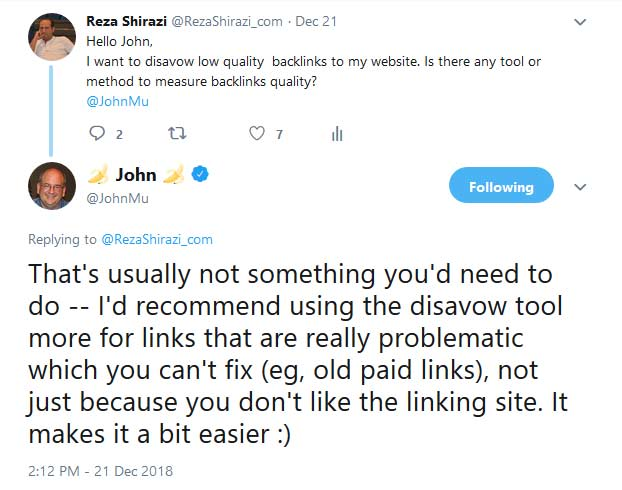 Reza Shirazi @RezaShirazi_com · Dec 21
Hello John,
I want to disavow low quality  backlinks to my website. Is there any tool or
method to measure backlinks quality?
@JohnMu
2 7
🍌 John 🍌
@JohnMu
Following
Replying to @RezaShirazi_com
That's usually not something you'd need to
do -- I'd recommend using the disavow tool
more for links that are really problematic
which you can't fix (eg, old paid links), not
just because you don't like the linking site. It
makes it a bit easier :)
2:12 PM - 21 Dec 2018